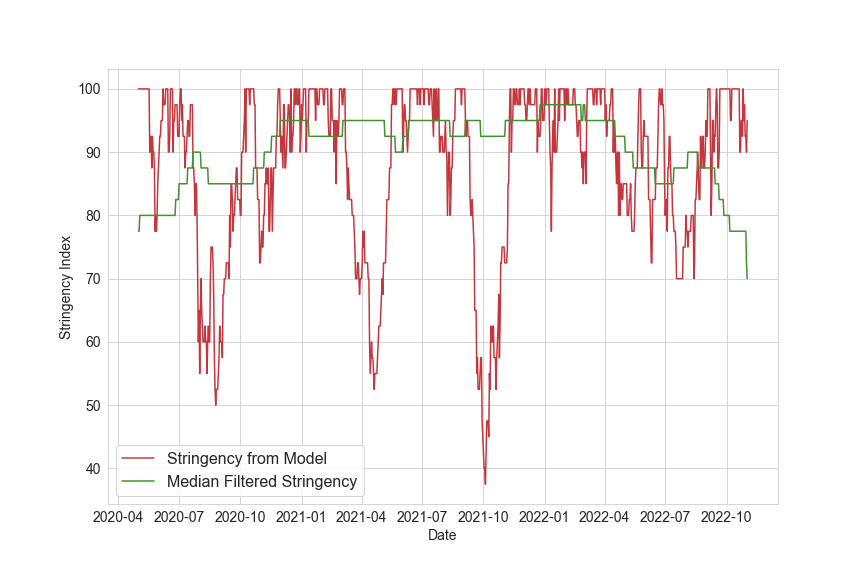 100
90
80
70
60
50
40
Stringency Index
Stringency from Model
Median Filtered Stringency
2020-04 2020-07 2020-10 2021-01 2021-04 2021-07 2021-10 2022-01 2022-04 2022-07 2022-10
Date